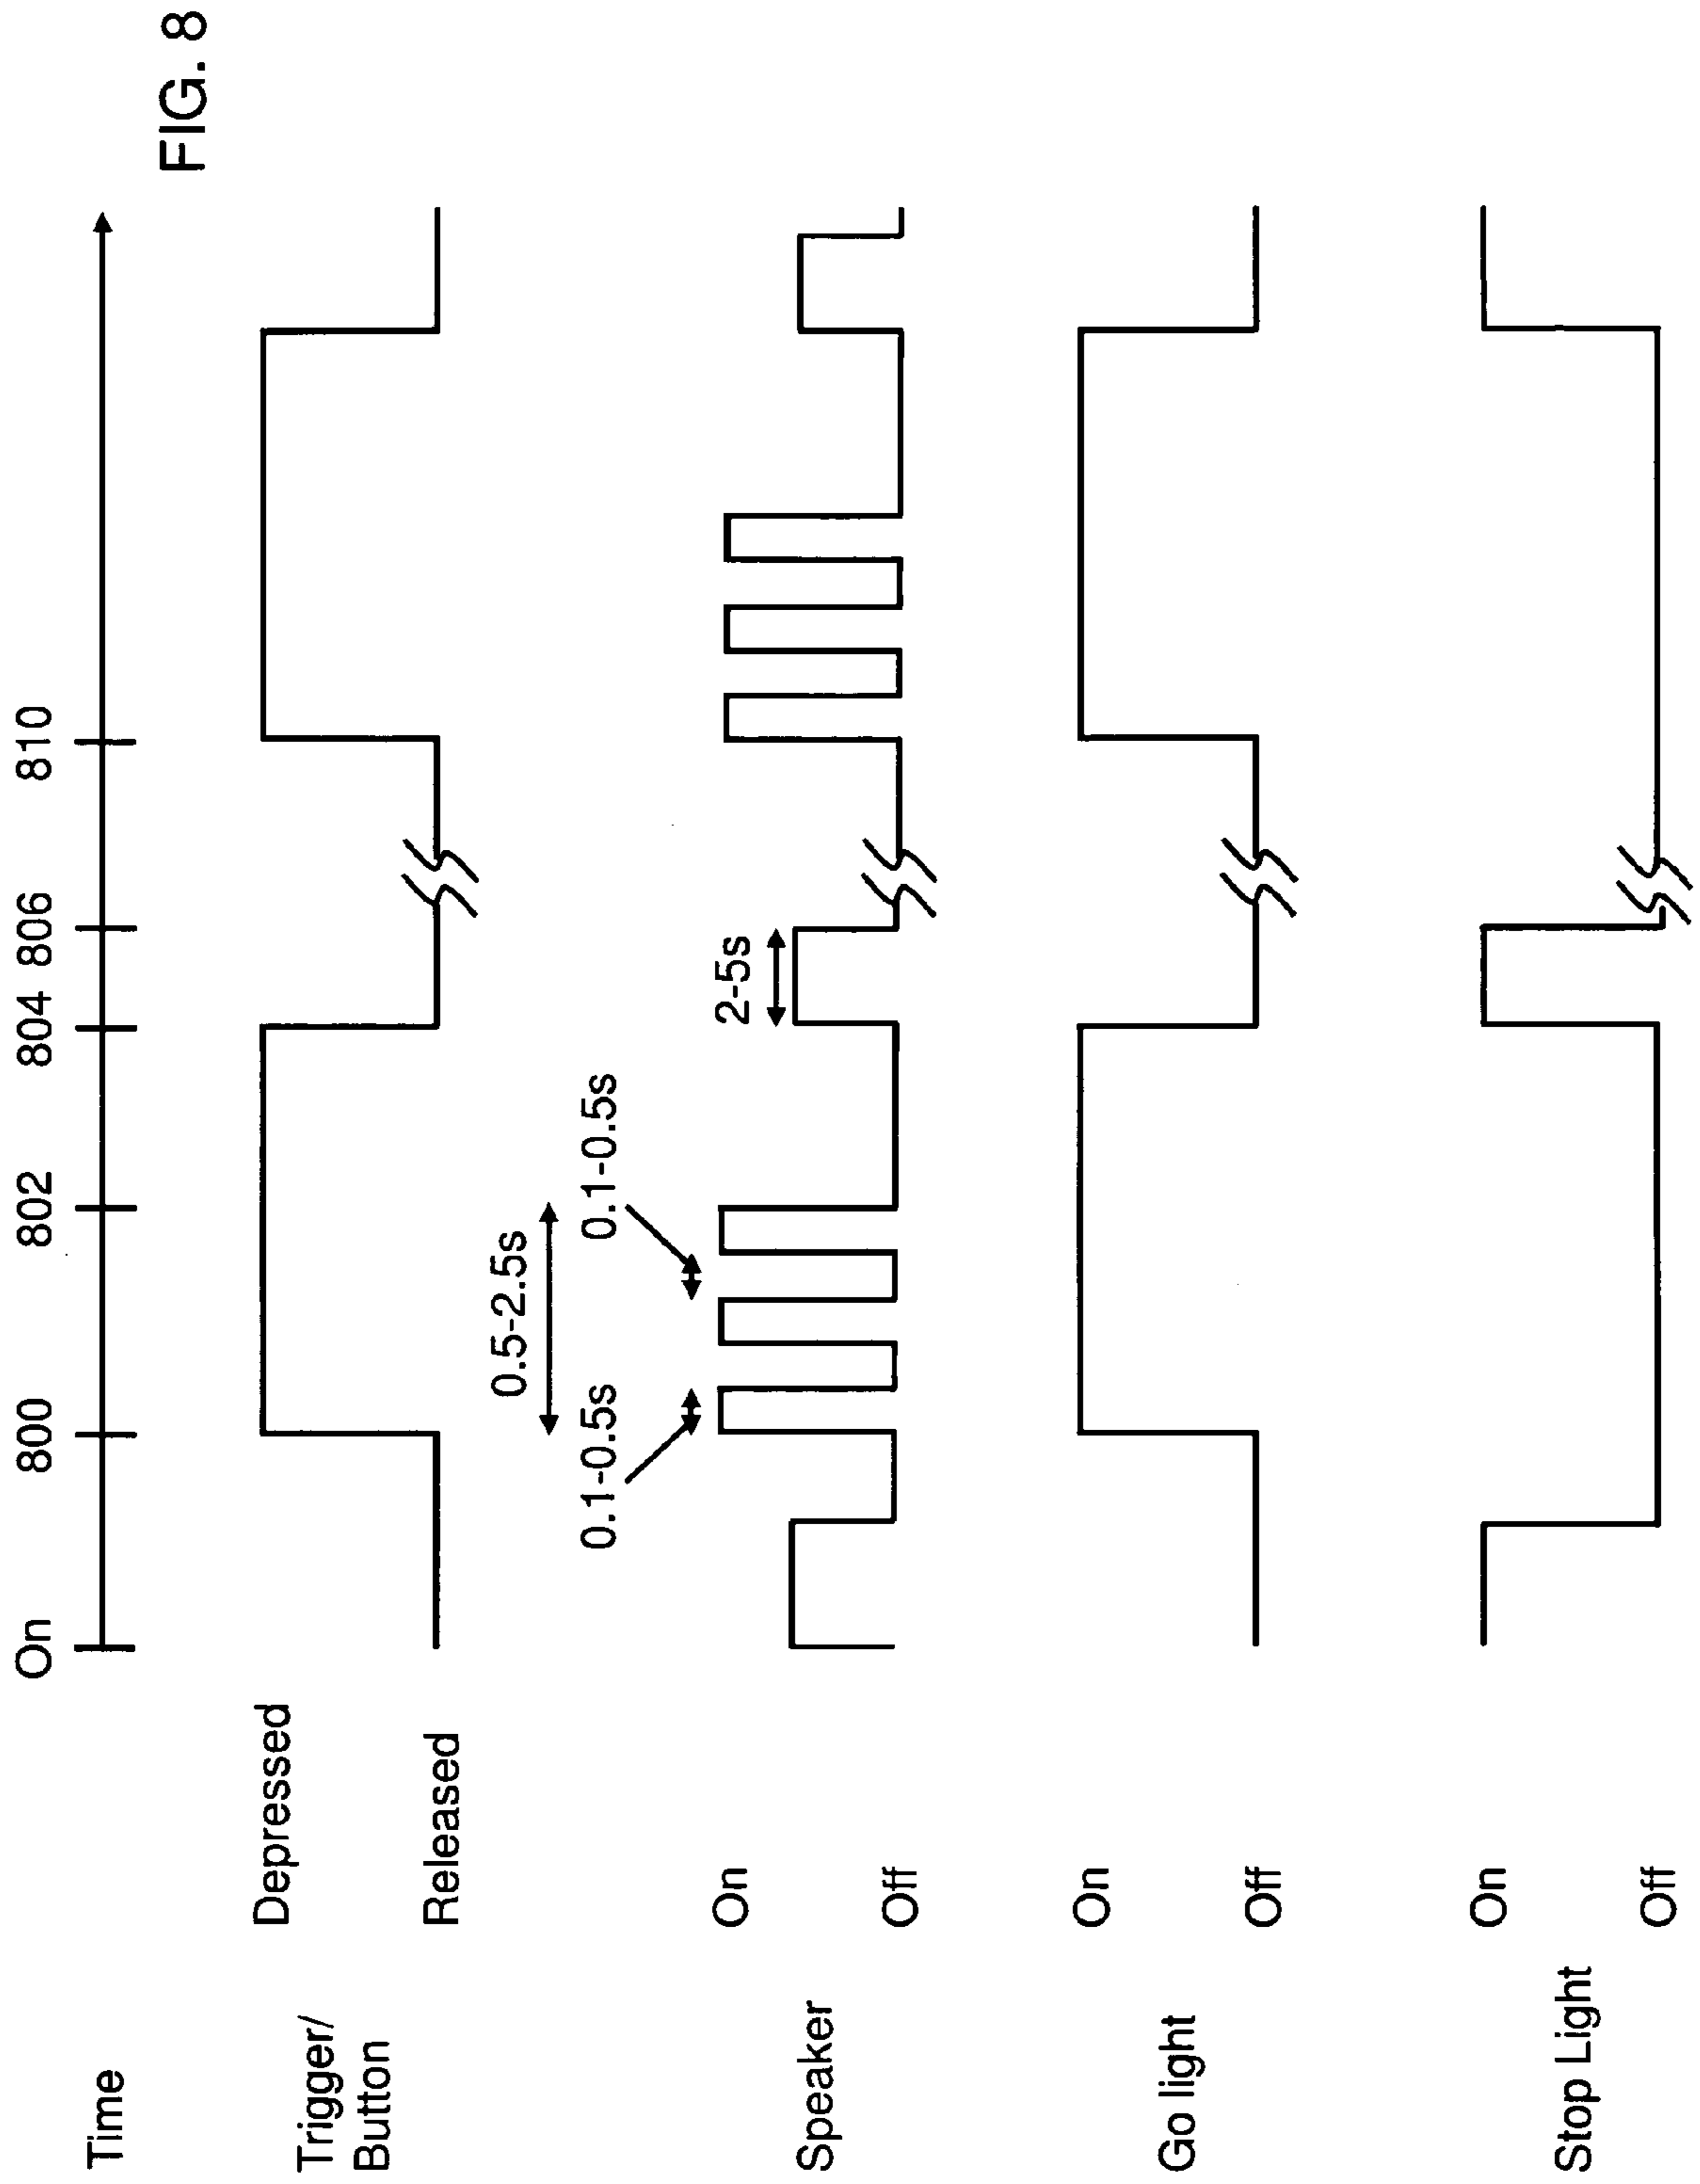 FIG. 8
Time
On 800 802 804 806 810
Trigger/
Button
Depressed
Released
0.5-2.5s
0.1-0.5s 0.1-0.5s
2-5s
Speaker
On
Off
Go light
On
Off
Stop Light
On
Off